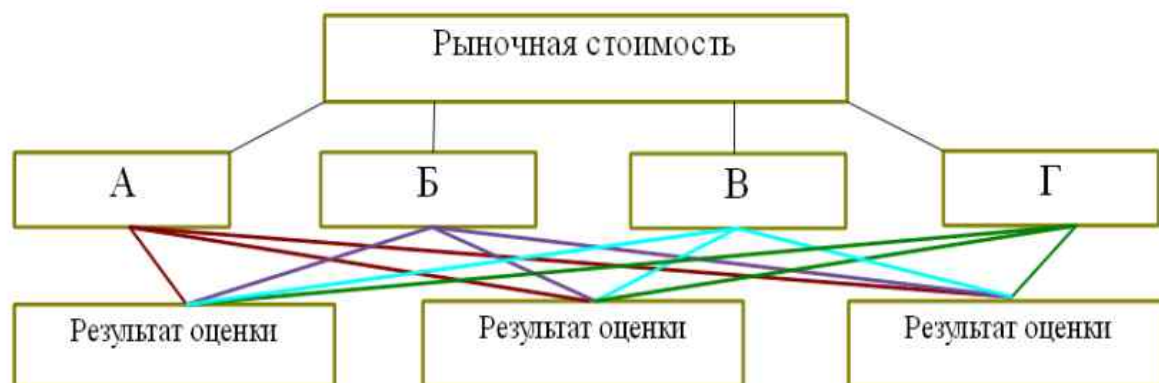 Рыночная стоимость
А
Б
В
Г
Результат оценки
Результат оценки
Результат оценки